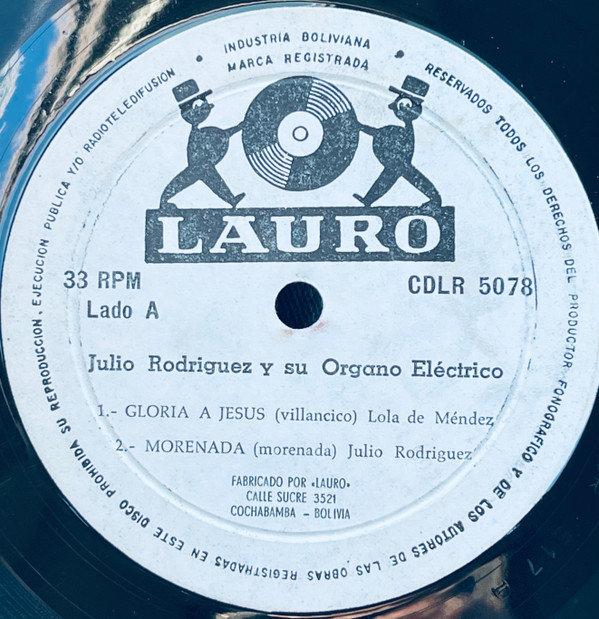 INDUSTRIA BOLIVIANA
MARCA REGISTRADA
RESERVADOS TODOS LOS DERECHOS DEL PRODUCTOR FONOGRAFICO Y DE LOS AUTORES DE LAS OBRAS REGISTRADAS EN ESTE DISCO PROHIBIDA SU REPRODUCCION, EJECUCION PUBLICA Y/O RADIOTELEDIFUSION
LAURO
33 RPM
CDLR 5078
Lado A
Julio Rodriguez y su Organo Eléctrico
1.- GLORIA A JESUS (villancico) Lola de Méndez
2.- MORENADA (morenada) Julio Rodriguez
FABRICADO POR «LAURO»
CALLE SUCRE 3521
COCHABAMBA - BOLIVIA